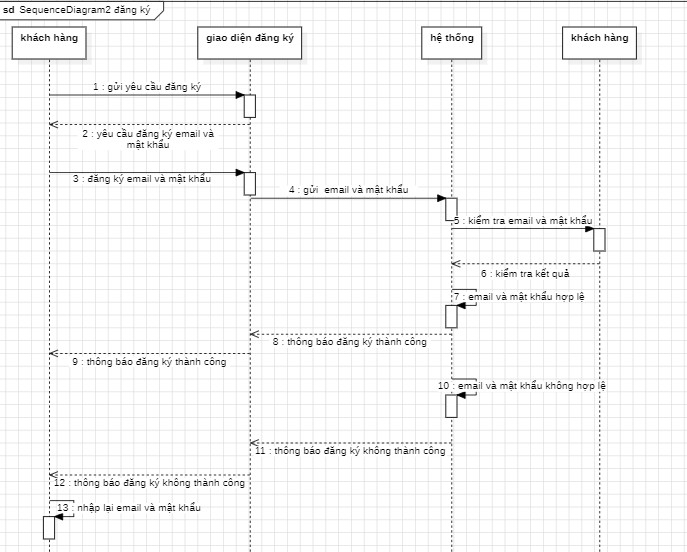 sd SequenceDiagram2 đăng ký
khách hàng
giao diện đăng ký
hệ thống
khách hàng
1 : gửi yêu cầu đăng ký
2 : yêu cầu đăng ký email và
mật khẩu
3 : đăng ký email và mật khẩu
4 : gửi email và mật khẩu
5 : kiểm tra email và mật khẩu
6 : kiểm tra kết quả
7 : email và mật khẩu hợp lệ
8 : thông báo đăng ký thành công
9 : thông báo đăng ký thành công
10 : email và mật khẩu không hợp lệ
11 : thông báo đăng ký không thành công
12 : thông báo đăng ký không thành công
13 : nhập lại email và mật khẩu